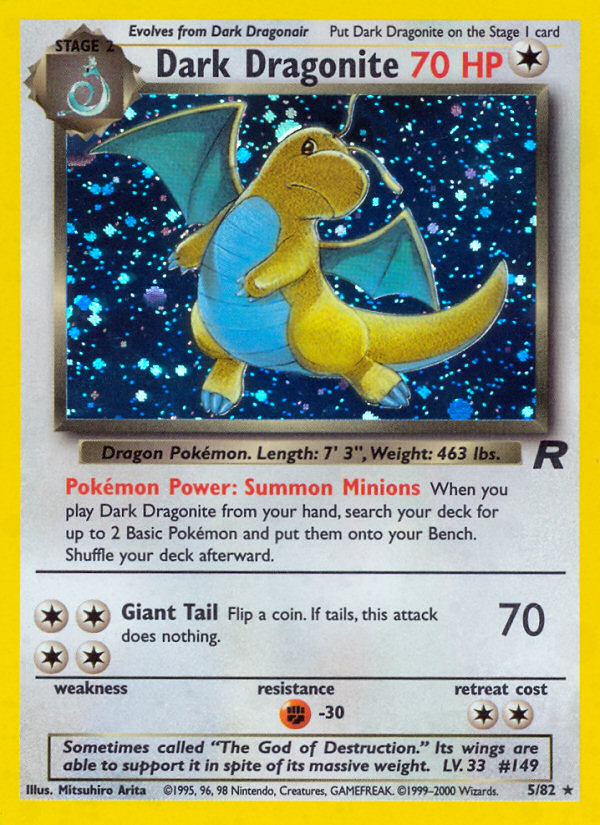 Evolves from Dark Dragonair Put Dark Dragonite on the Stage 1 card
STAGE 2
Dark Dragonite 70 HP
Dragon Pokémon. Length: 7' 3", Weight: 463 lbs.
R
Pokémon Power: Summon Minions When you
play Dark Dragonite from your hand, search your deck for
up to 2 Basic Pokémon and put them onto your Bench.
Shuffle your deck afterward.
Giant Tail Flip a coin. If tails, this attack 70
does nothing.
weakness resistance retreat cost
-30
Sometimes called “The God of Destruction.” Its wings are
able to support it in spite of its massive weight. LV. 33 #149
Illus. Mitsuhiro Arita ©1995, 96, 98 Nintendo, Creatures, GAMEFREAK. ©1999-2000 Wizards. 5/82 ★